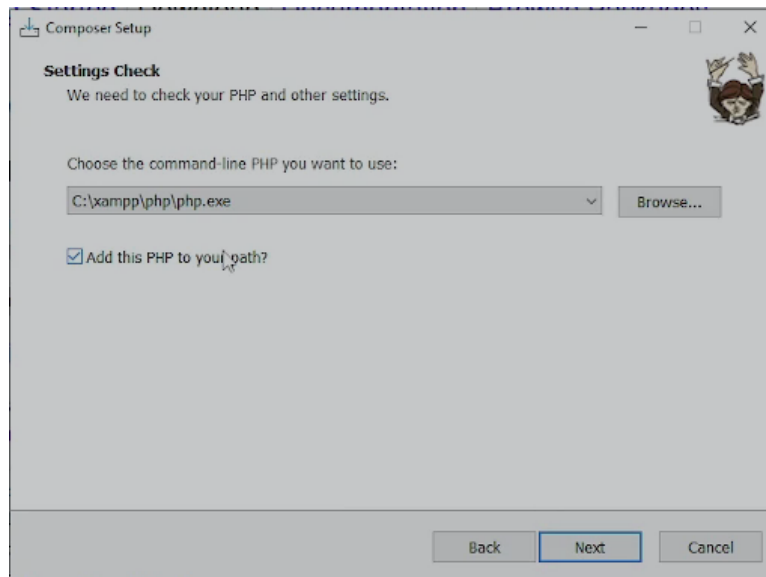 Composer Setup
Settings Check
We need to check your PHP and other settings.
Choose the command-line PHP you want to use:
C:\xampp\php\php.exe
Browse...
Add this PHP to your path?
Back
Next
Cancel